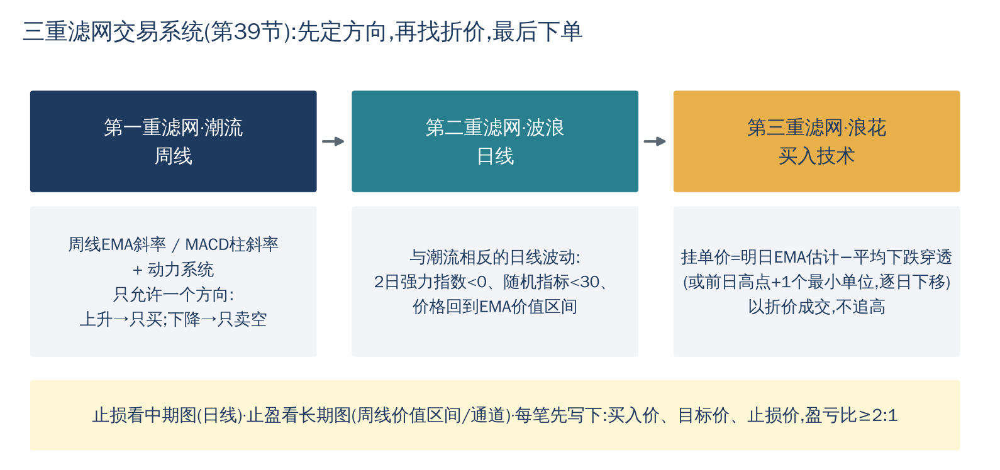 三重滤网交易系统(第39节):先定方向,再找折价,最后下单
第一重滤网·潮流
周线
第二重滤网·波浪
日线
第三重滤网·浪花
买入技术
周线EMA斜率 / MACD柱斜率
+ 动力系统
只允许一个方向:
上升→只买;下降→只卖空
与潮流相反的日线波动:
2日强力指数<0、随机指标<30、
价格回到EMA价值区间
挂单价=明日EMA估计−平均下跌穿透
(或前日高点+1个最小单位,逐日下移)
以折价成交,不追高
止损看中期图(日线)·止盈看长期图(周线价值区间/通道)·每笔先写下:买入价、目标价、止损价,盈亏比≥2:1